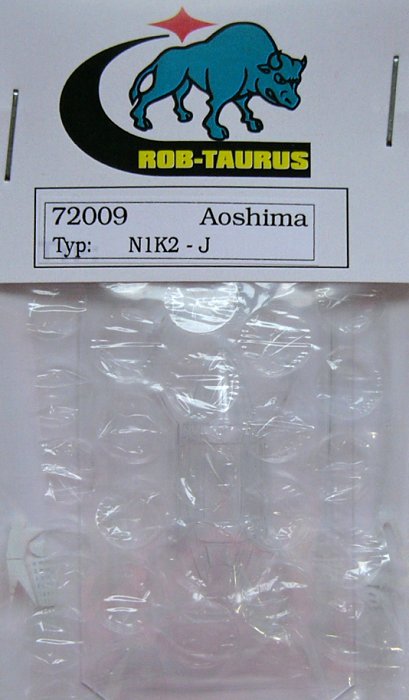 ROB-TAURUS
72009 Aoshima
Typ: N1K2 - J